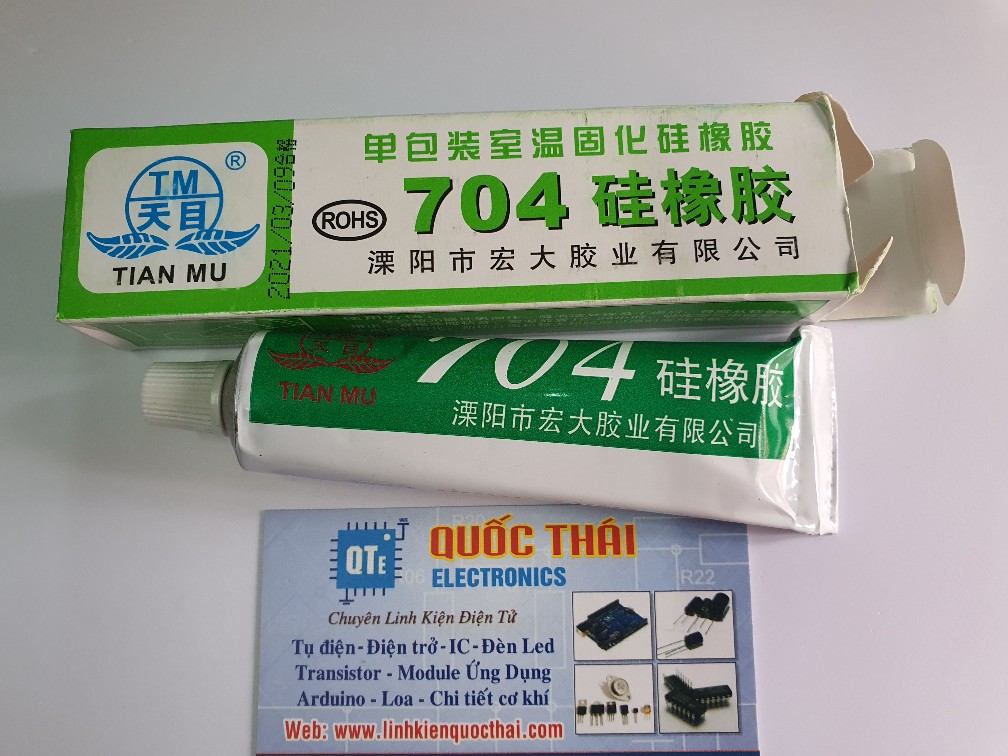 TM
天目
®
TIAN MU
2021/03/09合格
单包装室温固化硅橡胶
ROHS
704 硅橡胶
溧阳市宏大胶业有限公司
天目
TIAN MU
704 硅橡胶
溧阳市宏大胶业有限公司
QTE
QUỐC THÁI
ELECTRONICS
R22
Chuyên Linh Kiện Điện Tử
Tụ điện - Điện trở - IC - Đèn Led
Transistor - Module Ứng Dụng
Arduino - Loa - Chi tiết cơ khí
Web: www.linhkienquocthai.com